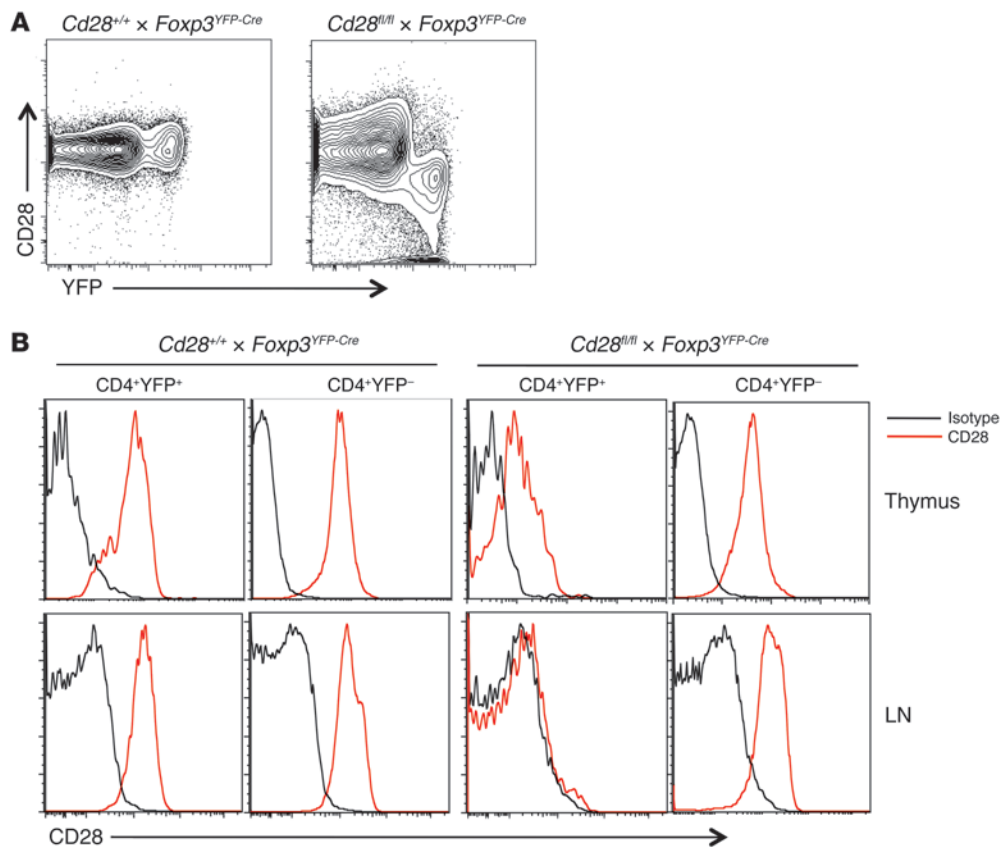 A
Cd28+/+ × Foxp3YFP-Cre
Cd28fl/fl × Foxp3YFP-Cre
CD28
YFP
B
Cd28+/+ × Foxp3YFP-Cre
Cd28fl/fl × Foxp3YFP-Cre
CD4+YFP+
CD4+YFP–
CD4+YFP+
CD4+YFP–
Isotype
CD28
Thymus
LN
CD28